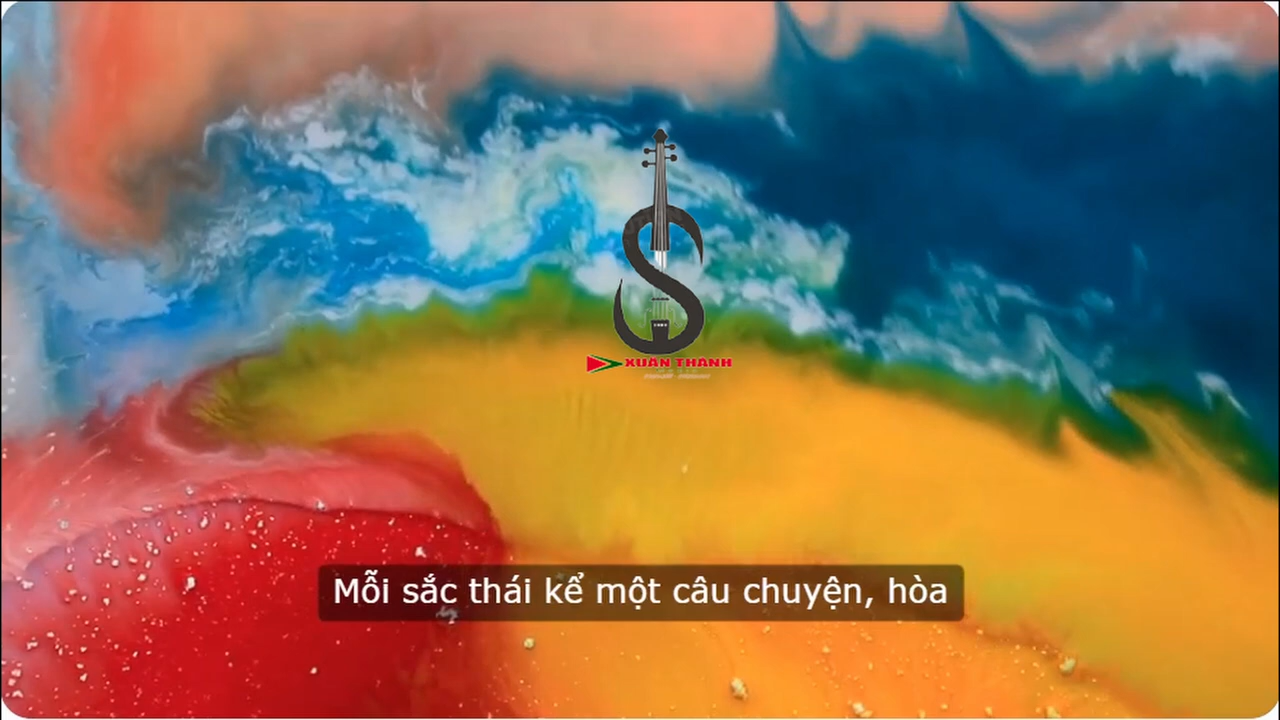 XUÂN THÀNH
Mỗi sắc thái kể một câu chuyện, hòa